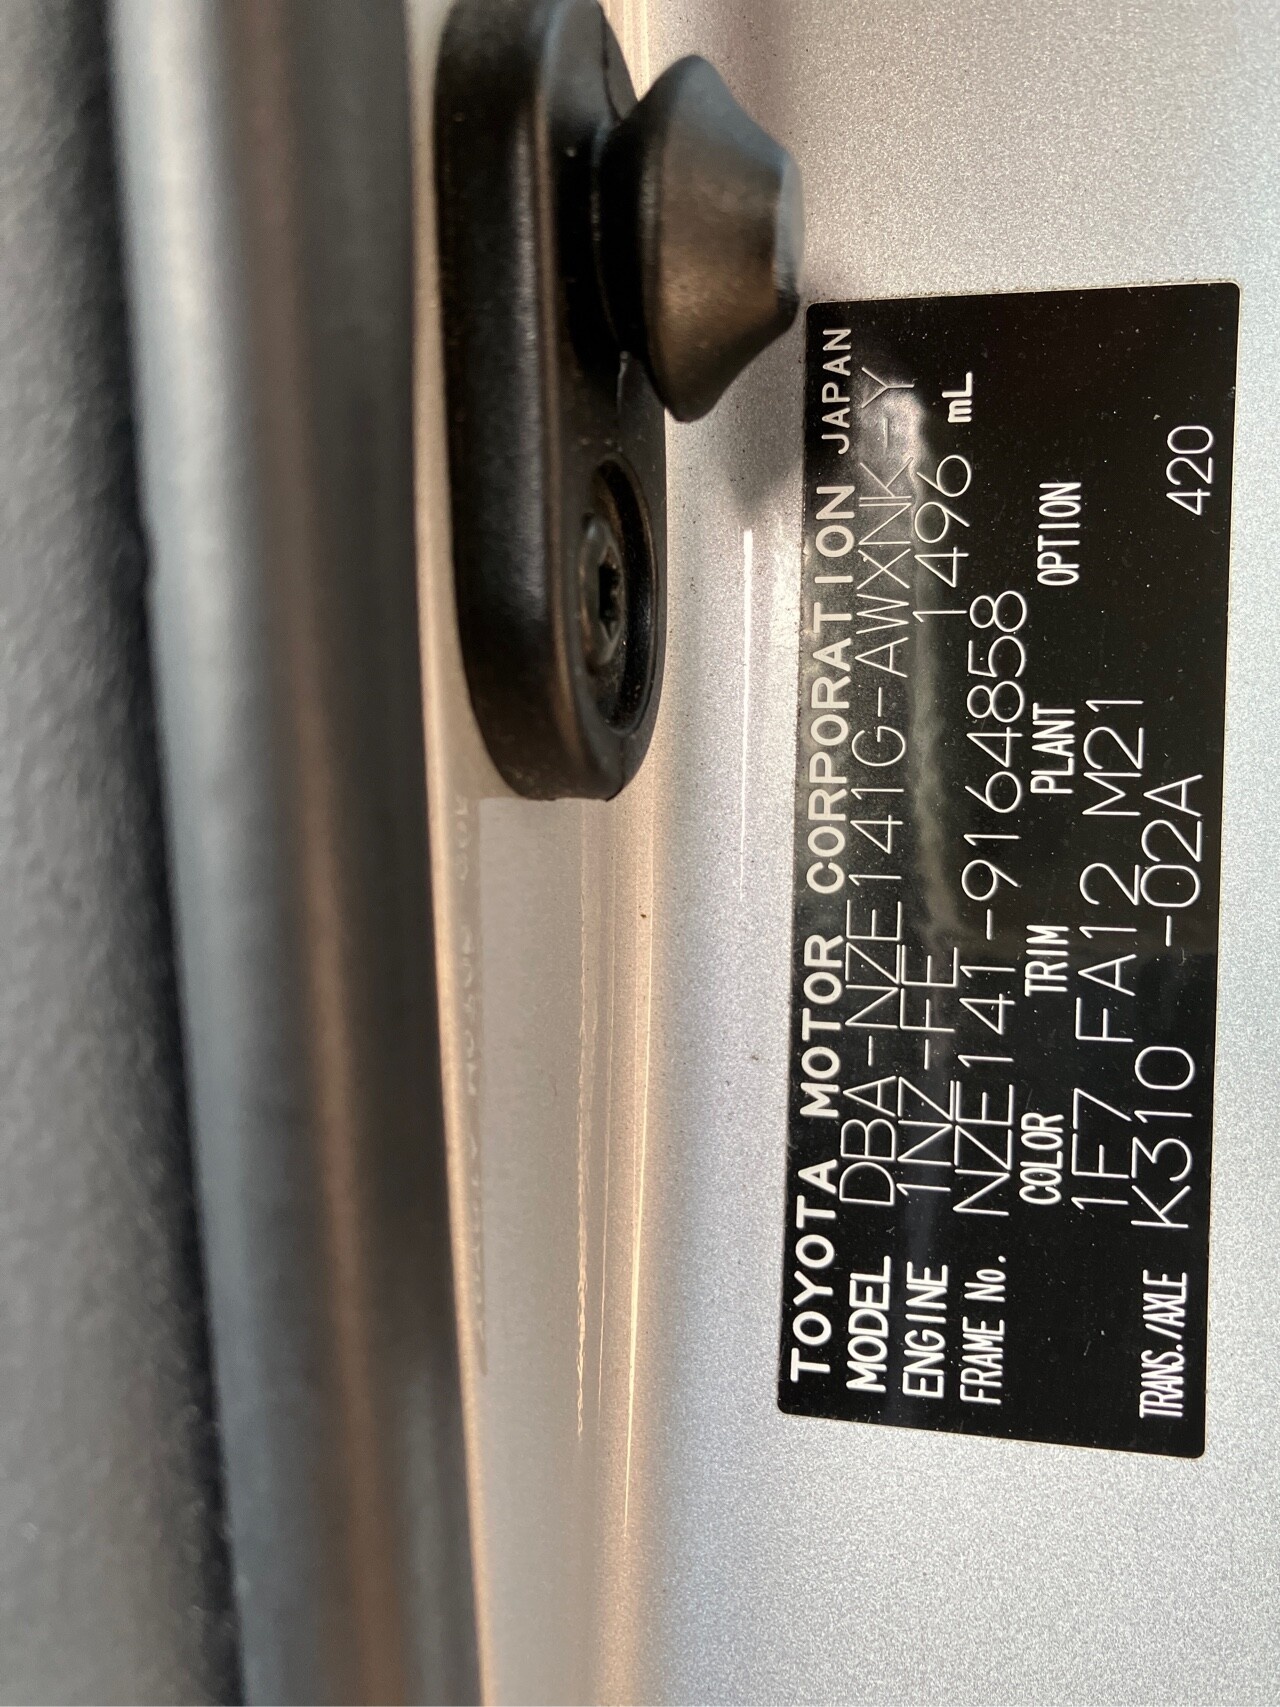 TOYOTA MOTOR CORPORATION JAPAN
MODEL DBA-NZE141G-AWXNK-Y
ENGINE 1NZ-FE 1496 mL
FRAME No. NZE141-9164858
COLOR TRIM PLANT OPTION
1F7 FA12 M21
TRANS./AXLE K310 -02A 420